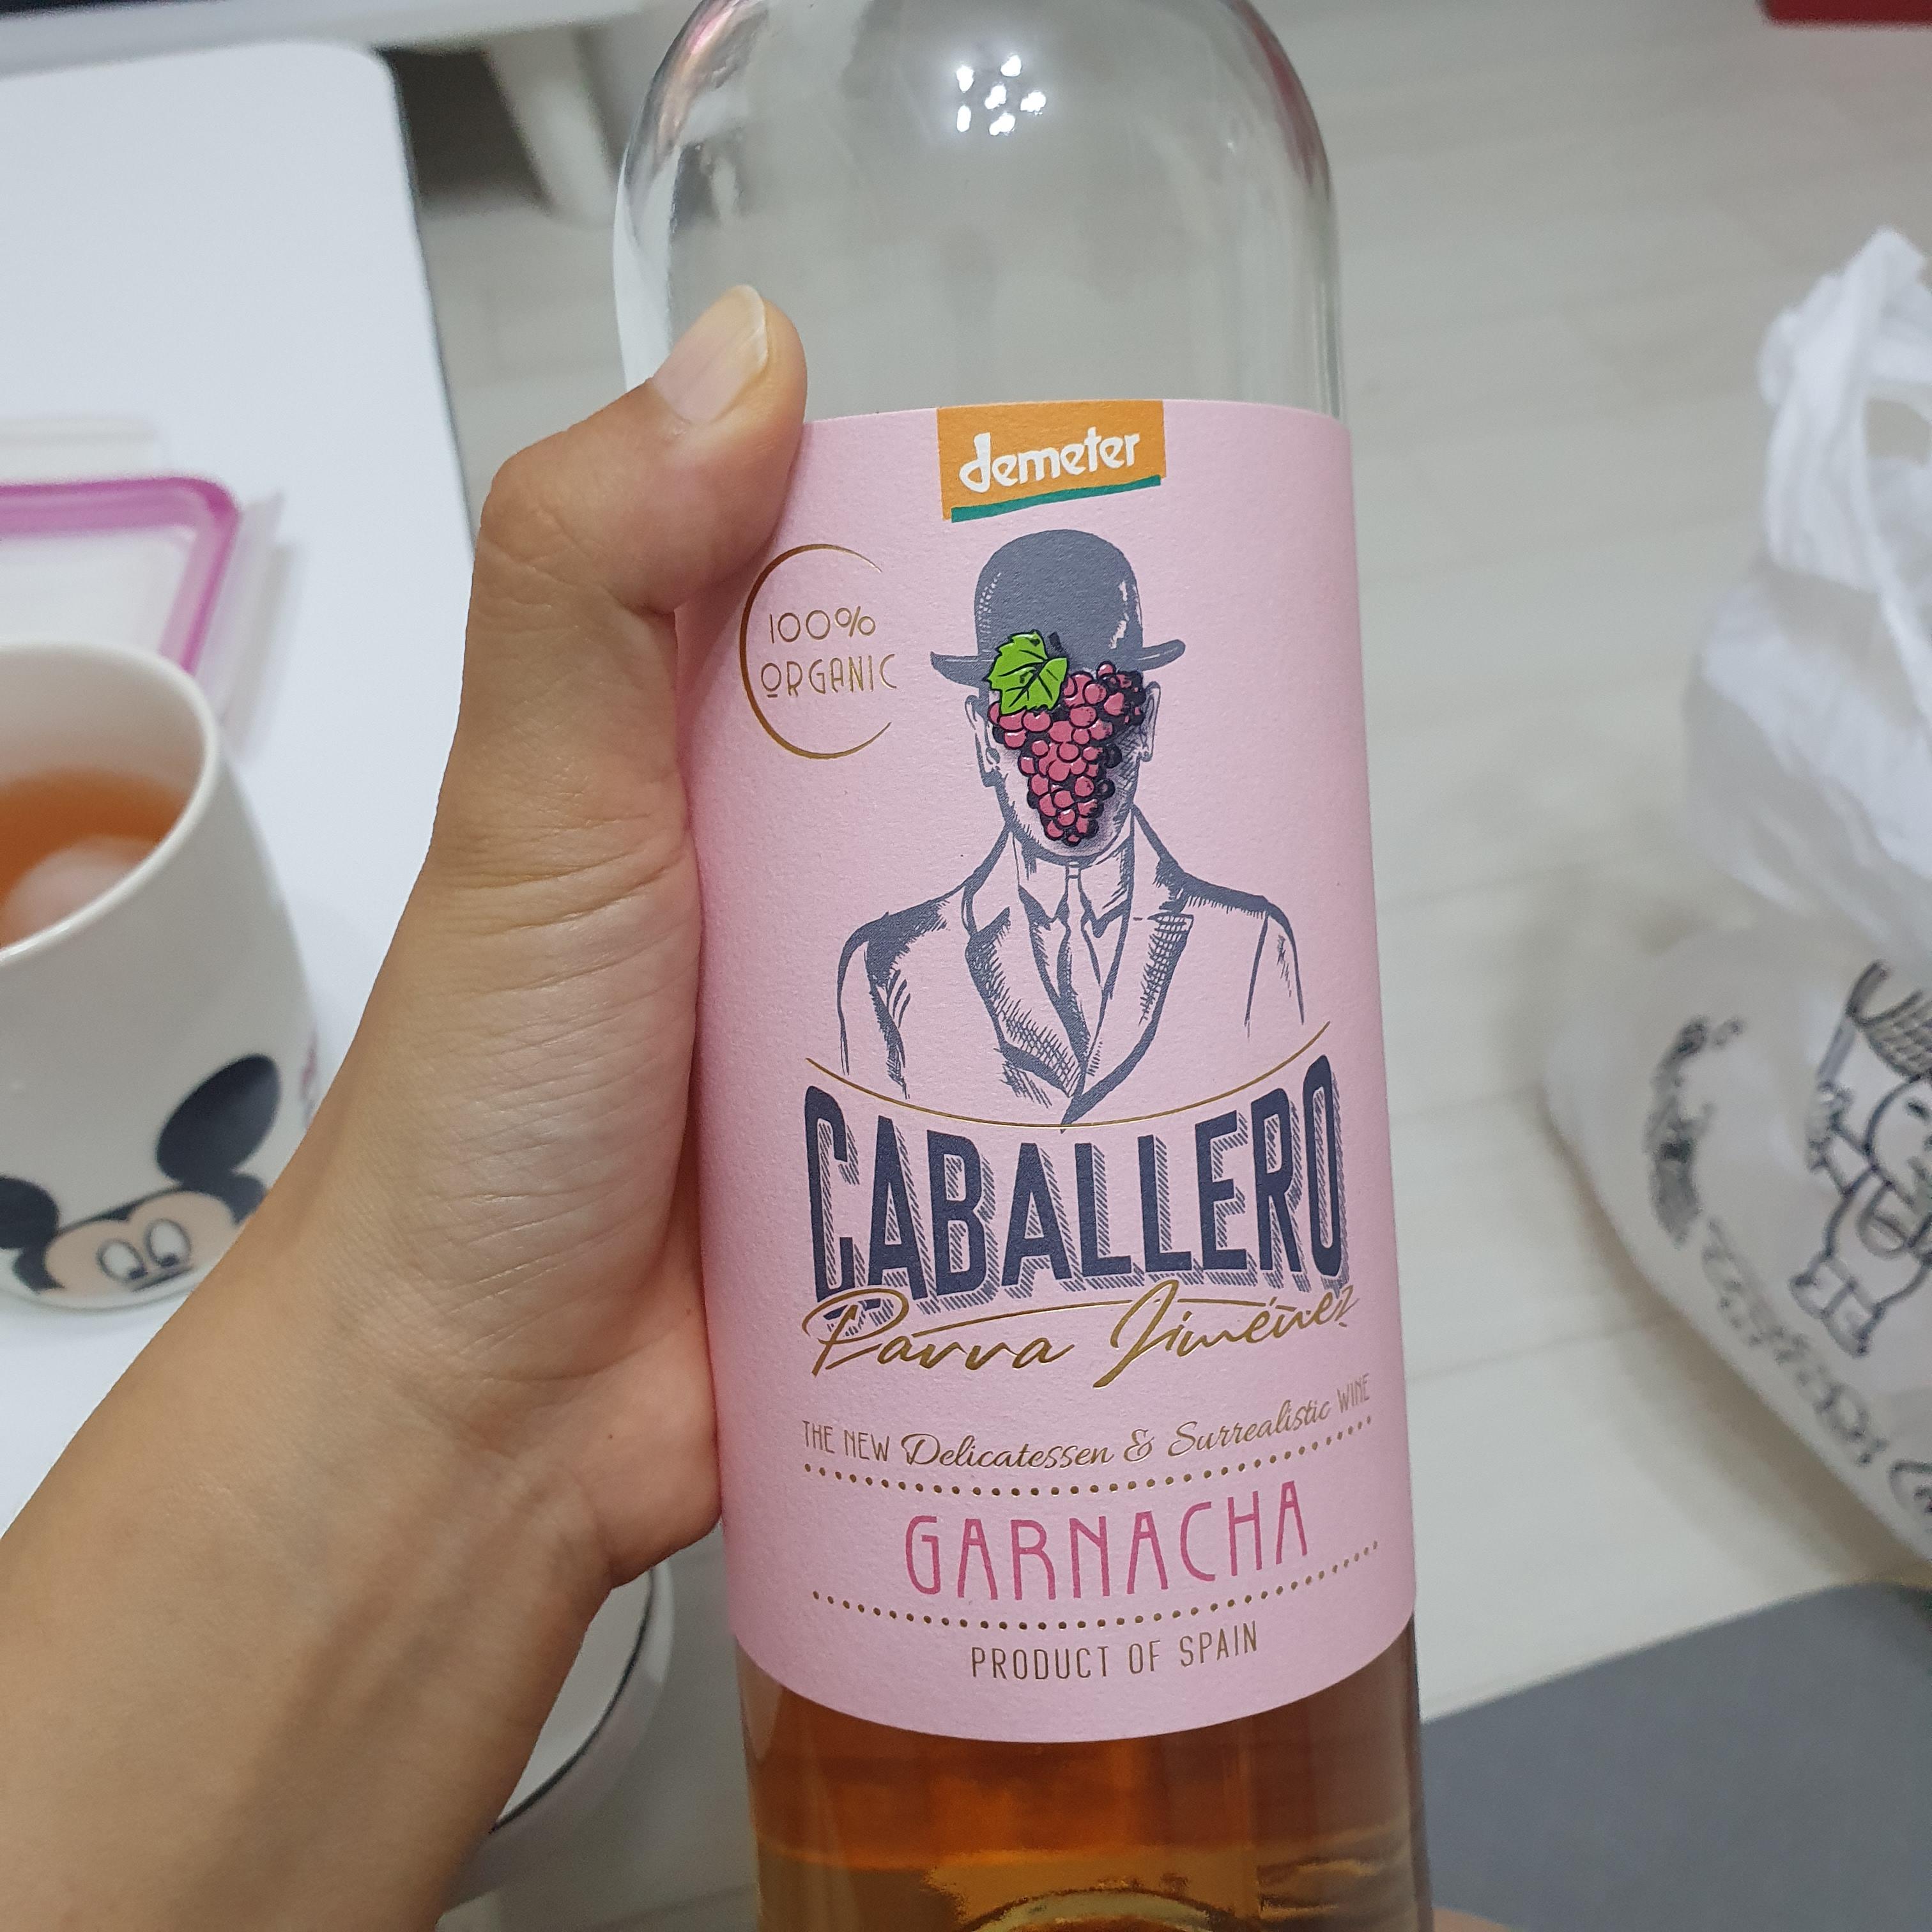 demeter
100%
ORGANIC
CABALLERO
Parra Jiménez
THE NEW Delicatessen & Surrealistic WINE
GARNACHA
PRODUCT OF SPAIN